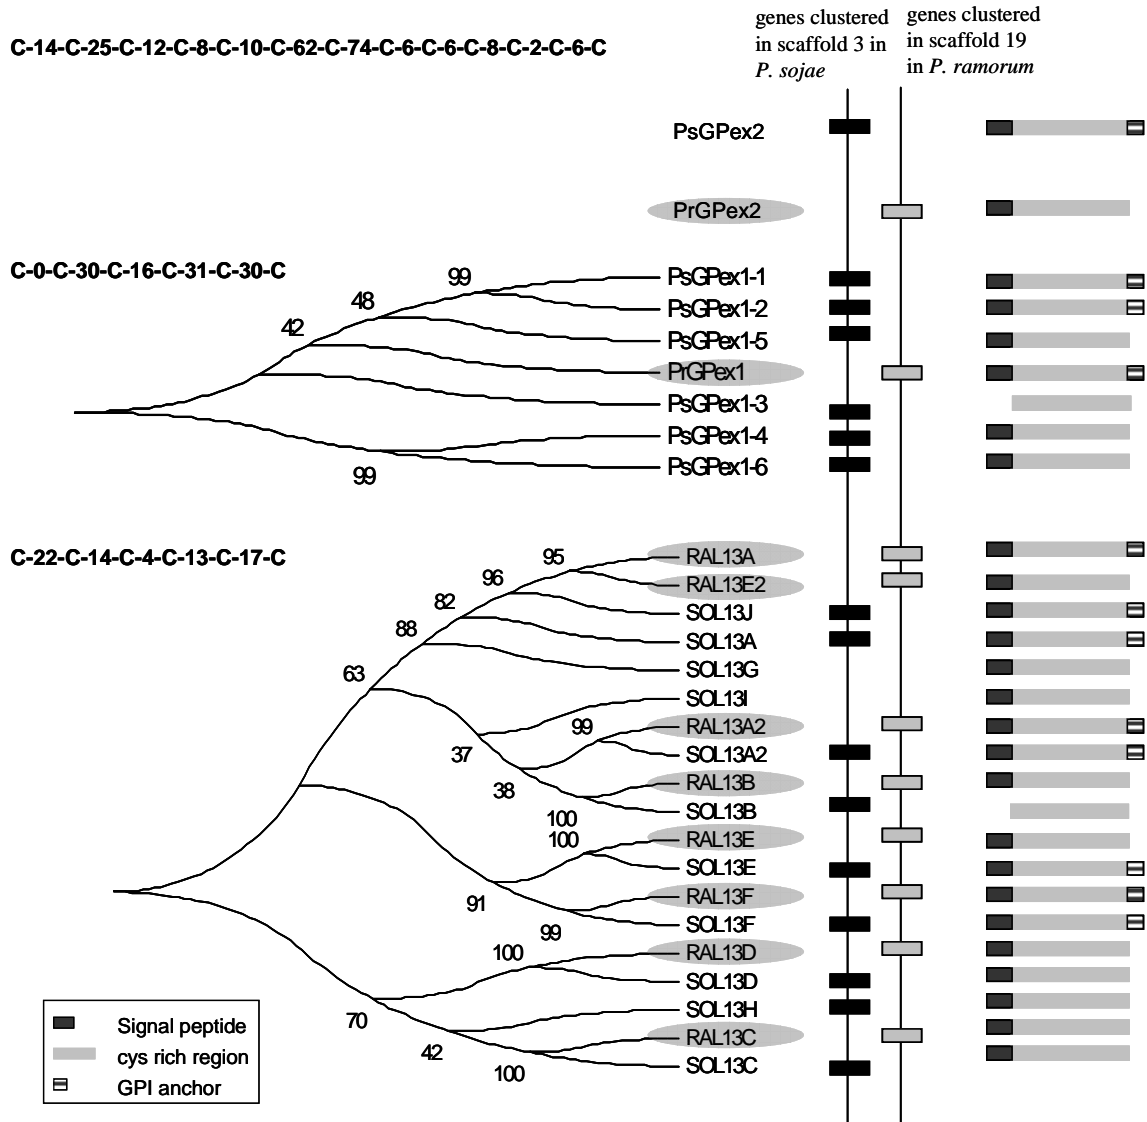 genes clustered
in scaffold 3 in
P. sojae
genes clustered
in scaffold 19
in P. ramorum
C-14-C-25-C-12-C-8-C-10-C-62-C-74-C-6-C-6-C-8-C-2-C-6-C
PsGPex2
PrGPex2
C-0-C-30-C-16-C-31-C-30-C
99
48
42
99
PsGPex1-1
PsGPex1-2
PsGPex1-5
PrGPex1
PsGPex1-3
PsGPex1-4
PsGPex1-6
C-22-C-14-C-4-C-13-C-17-C
95
96
82
88
63
99
37
38
100
100
91
99
100
70
42
100
RAL13A
RAL13E2
SOL13J
SOL13A
SOL13G
SOL13I
RAL13A2
SOL13A2
RAL13B
SOL13B
RAL13E
SOL13E
RAL13F
SOL13F
RAL13D
SOL13D
SOL13H
RAL13C
SOL13C
Signal peptide
cys rich region
GPI anchor